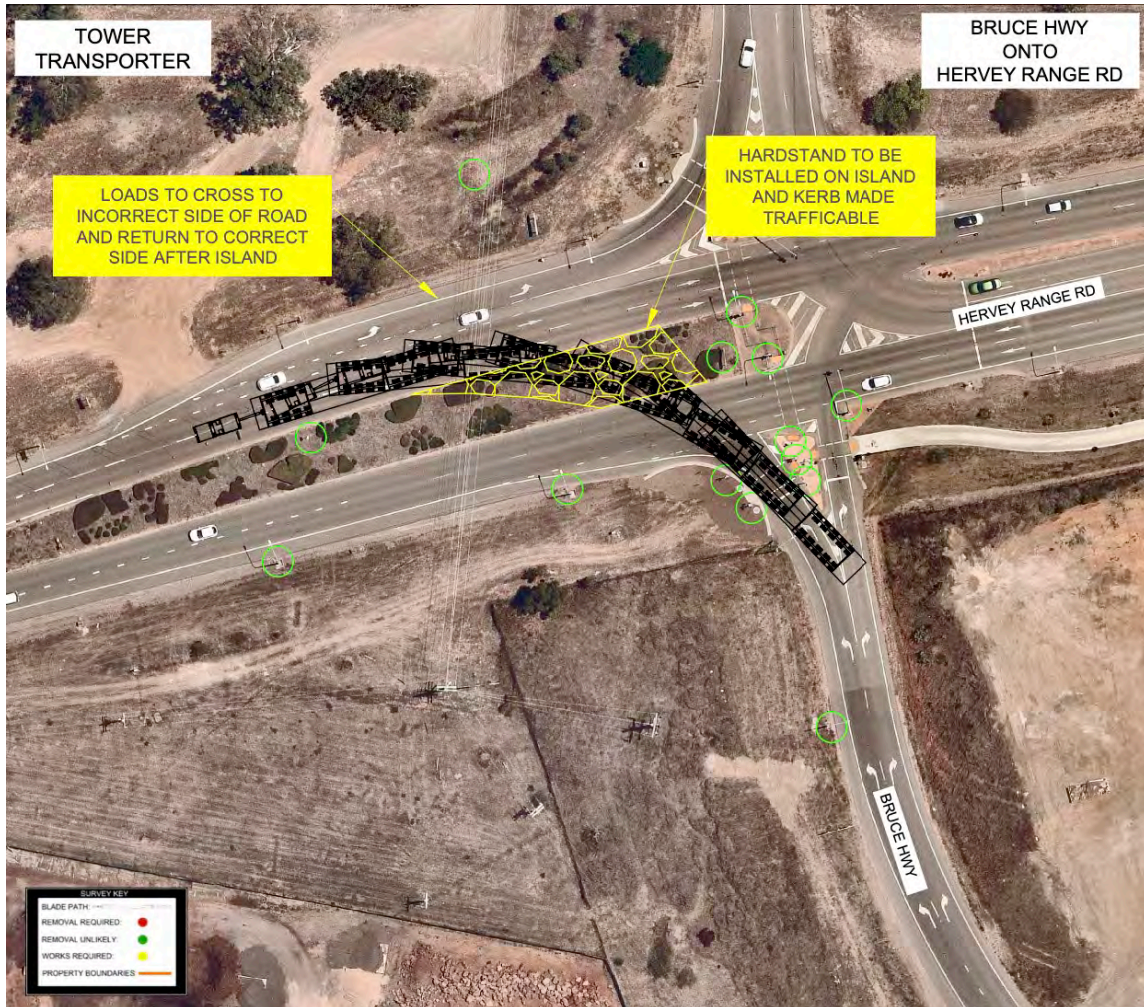 TOWER
TRANSPORTER
BRUCE HWY
ONTO
HERVEY RANGE RD
LOADS TO CROSS TO
INCORRECT SIDE OF ROAD
AND RETURN TO CORRECT
SIDE AFTER ISLAND
HARDSTAND TO BE
INSTALLED ON ISLAND
AND KERB MADE
TRAFFICABLE
HERVEY RANGE RD
BRUCE HWY
SURVEY KEY
BLADE PATH:
REMOVAL REQUIRED:
REMOVAL UNLIKELY:
WORKS REQUIRED:
PROPERTY BOUNDARIES